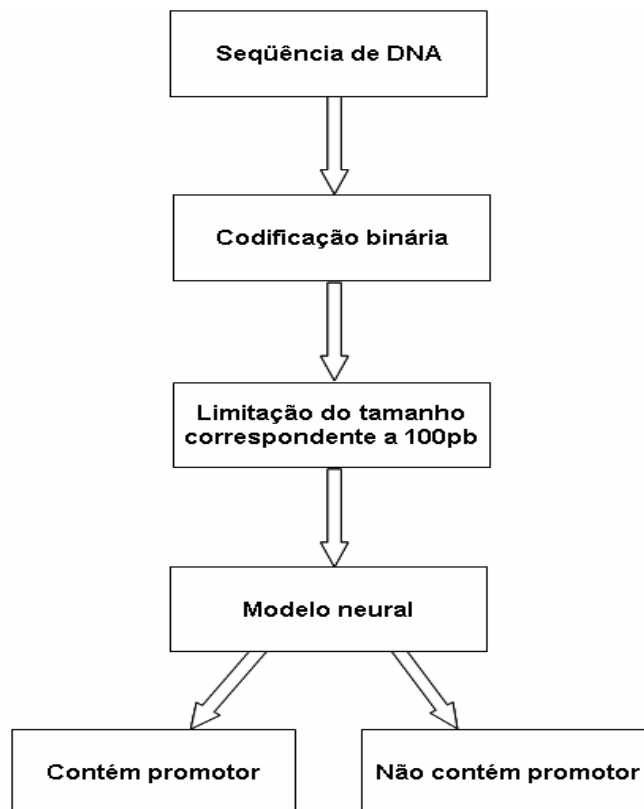 Seqüência de DNA
Codificação binária
Limitação do tamanho
correspondente a 100pb
Modelo neural
Contém promotor
Não contém promotor